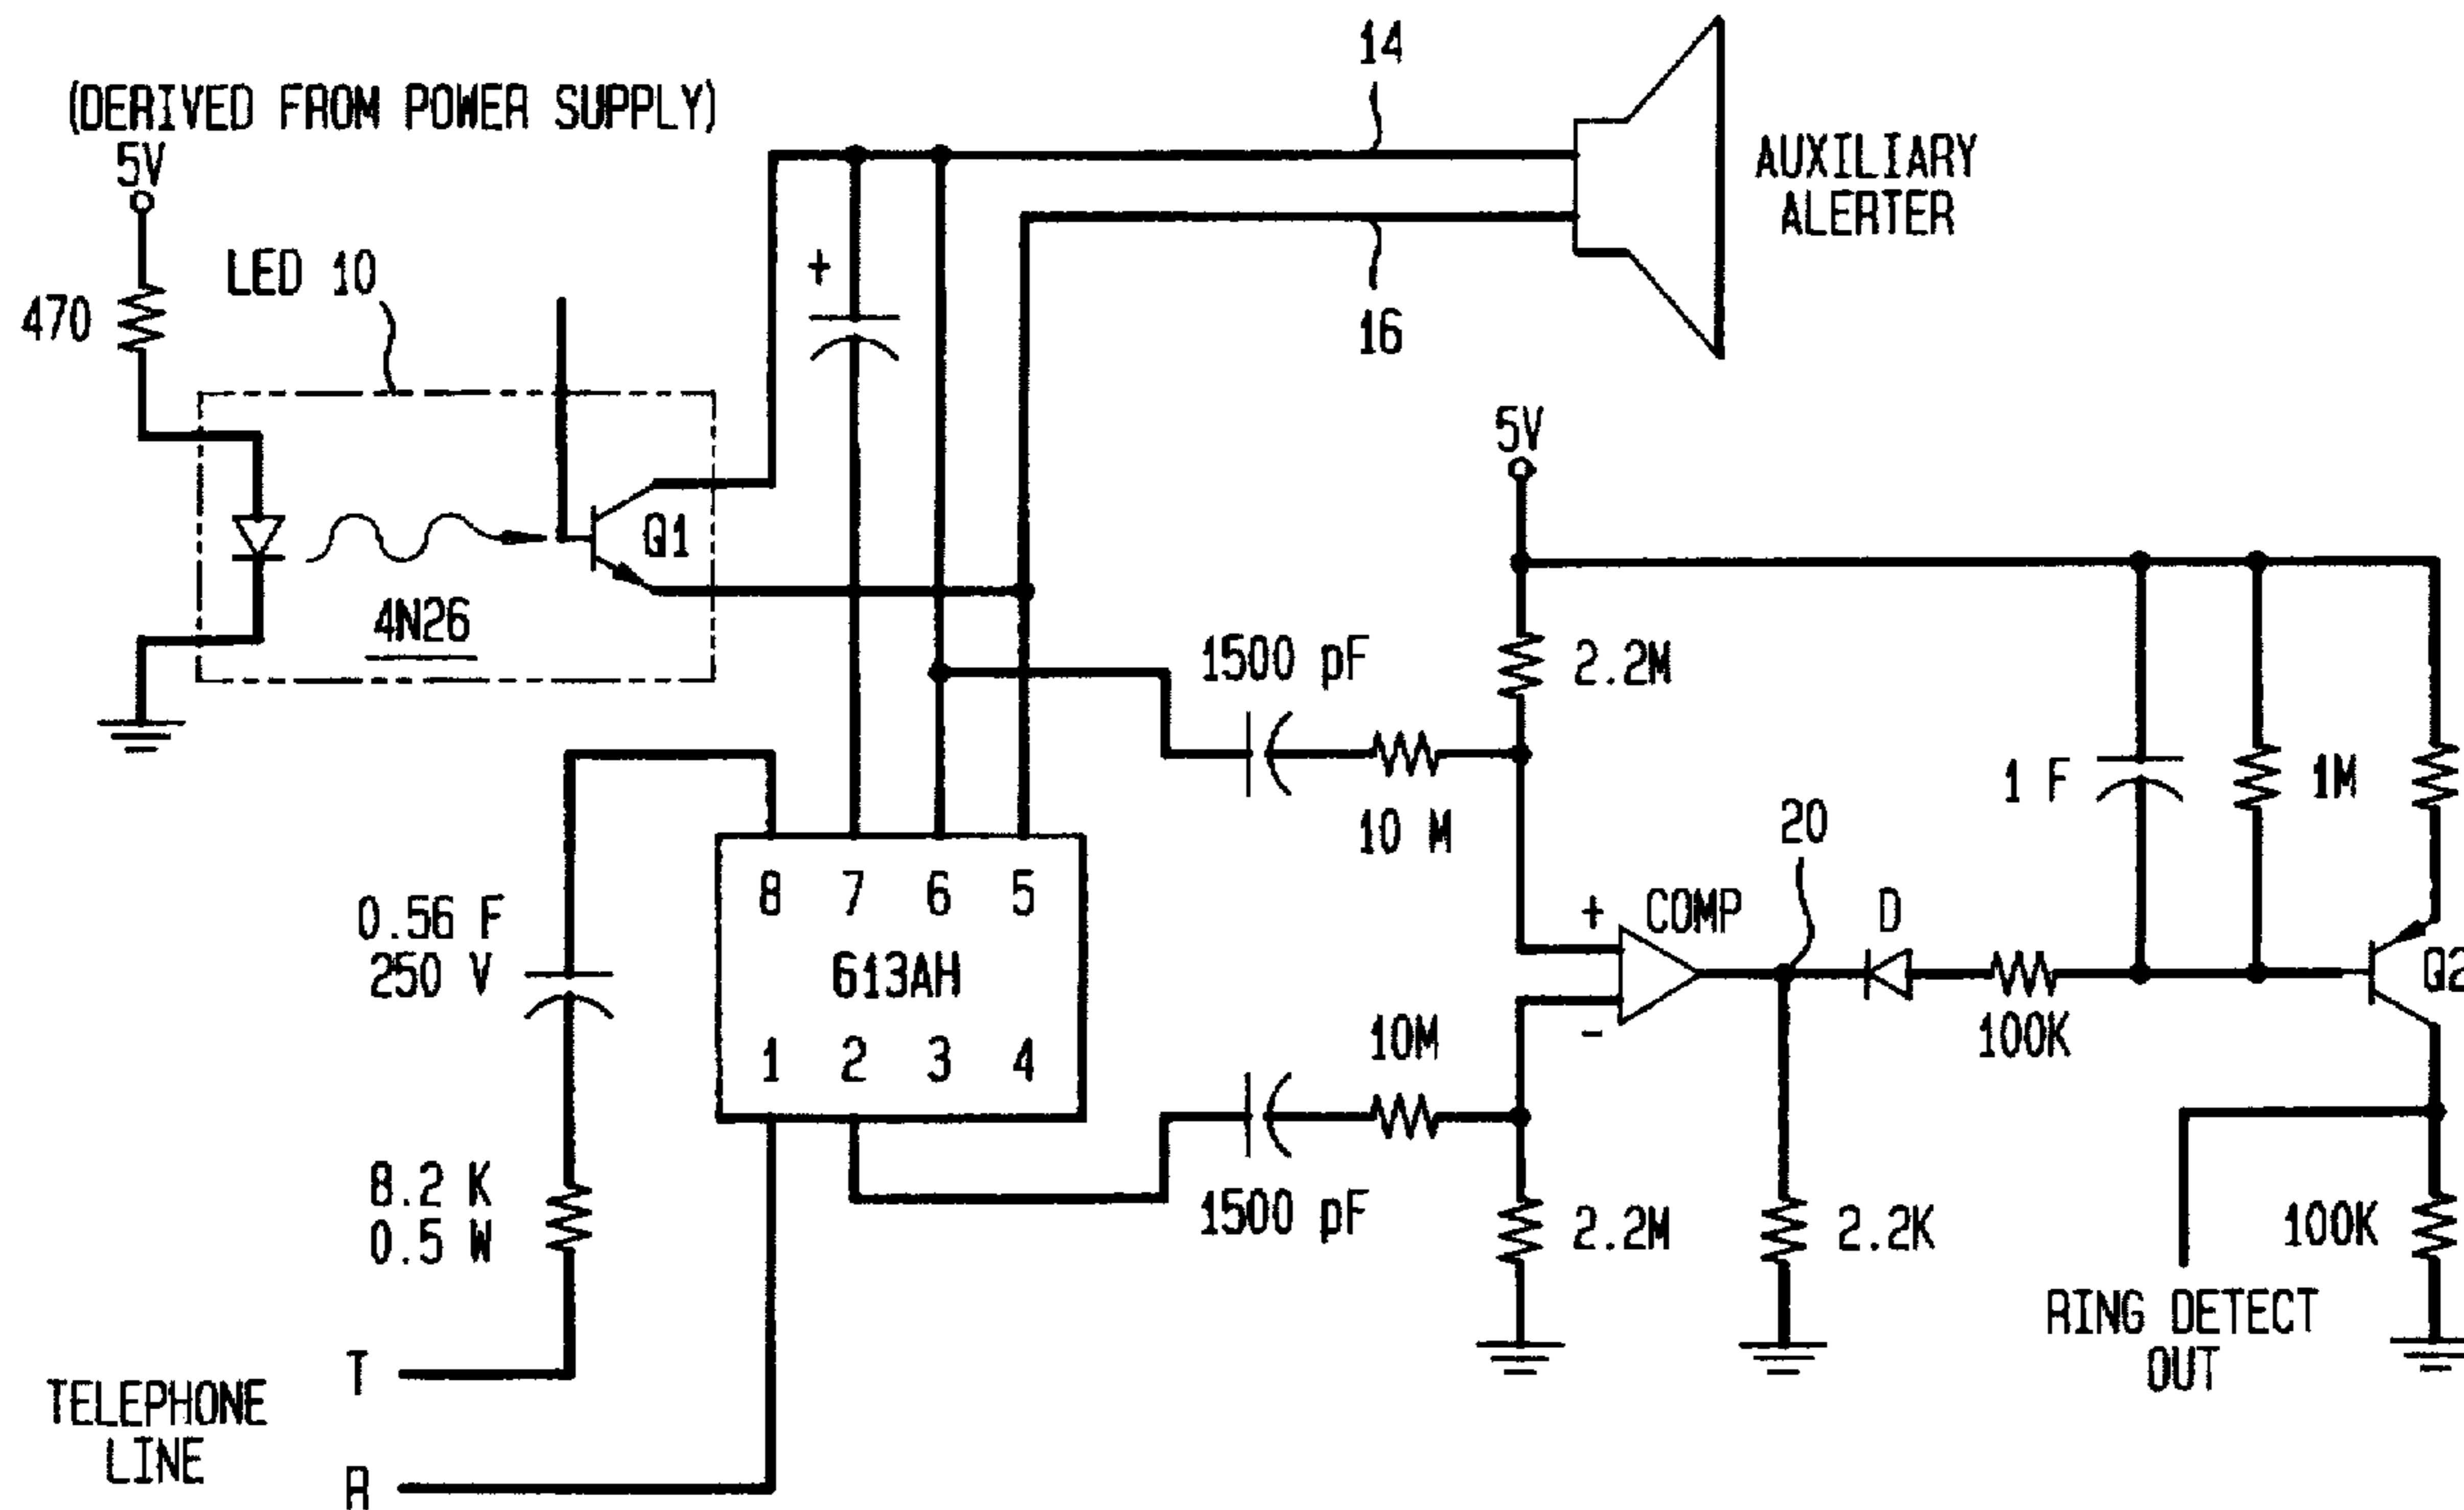 14
(DERIVED FROM POWER SUPPLY)
5V
AUXILIARY
ALERTER
LED 10
+
470
16
5V
Q1
4N26
1500 pF
2.2M
1 F
1M
10 M
20
8 7 6 5
+
COMP
D
0.56 F
250 V
613AH
Q2
-
100K
1 2 3 4
10M
8.2 K
0.5 W
1500 pF
2.2M
2.2K
100K
RING DETECT
OUT
T
TELEPHONE
LINE
R